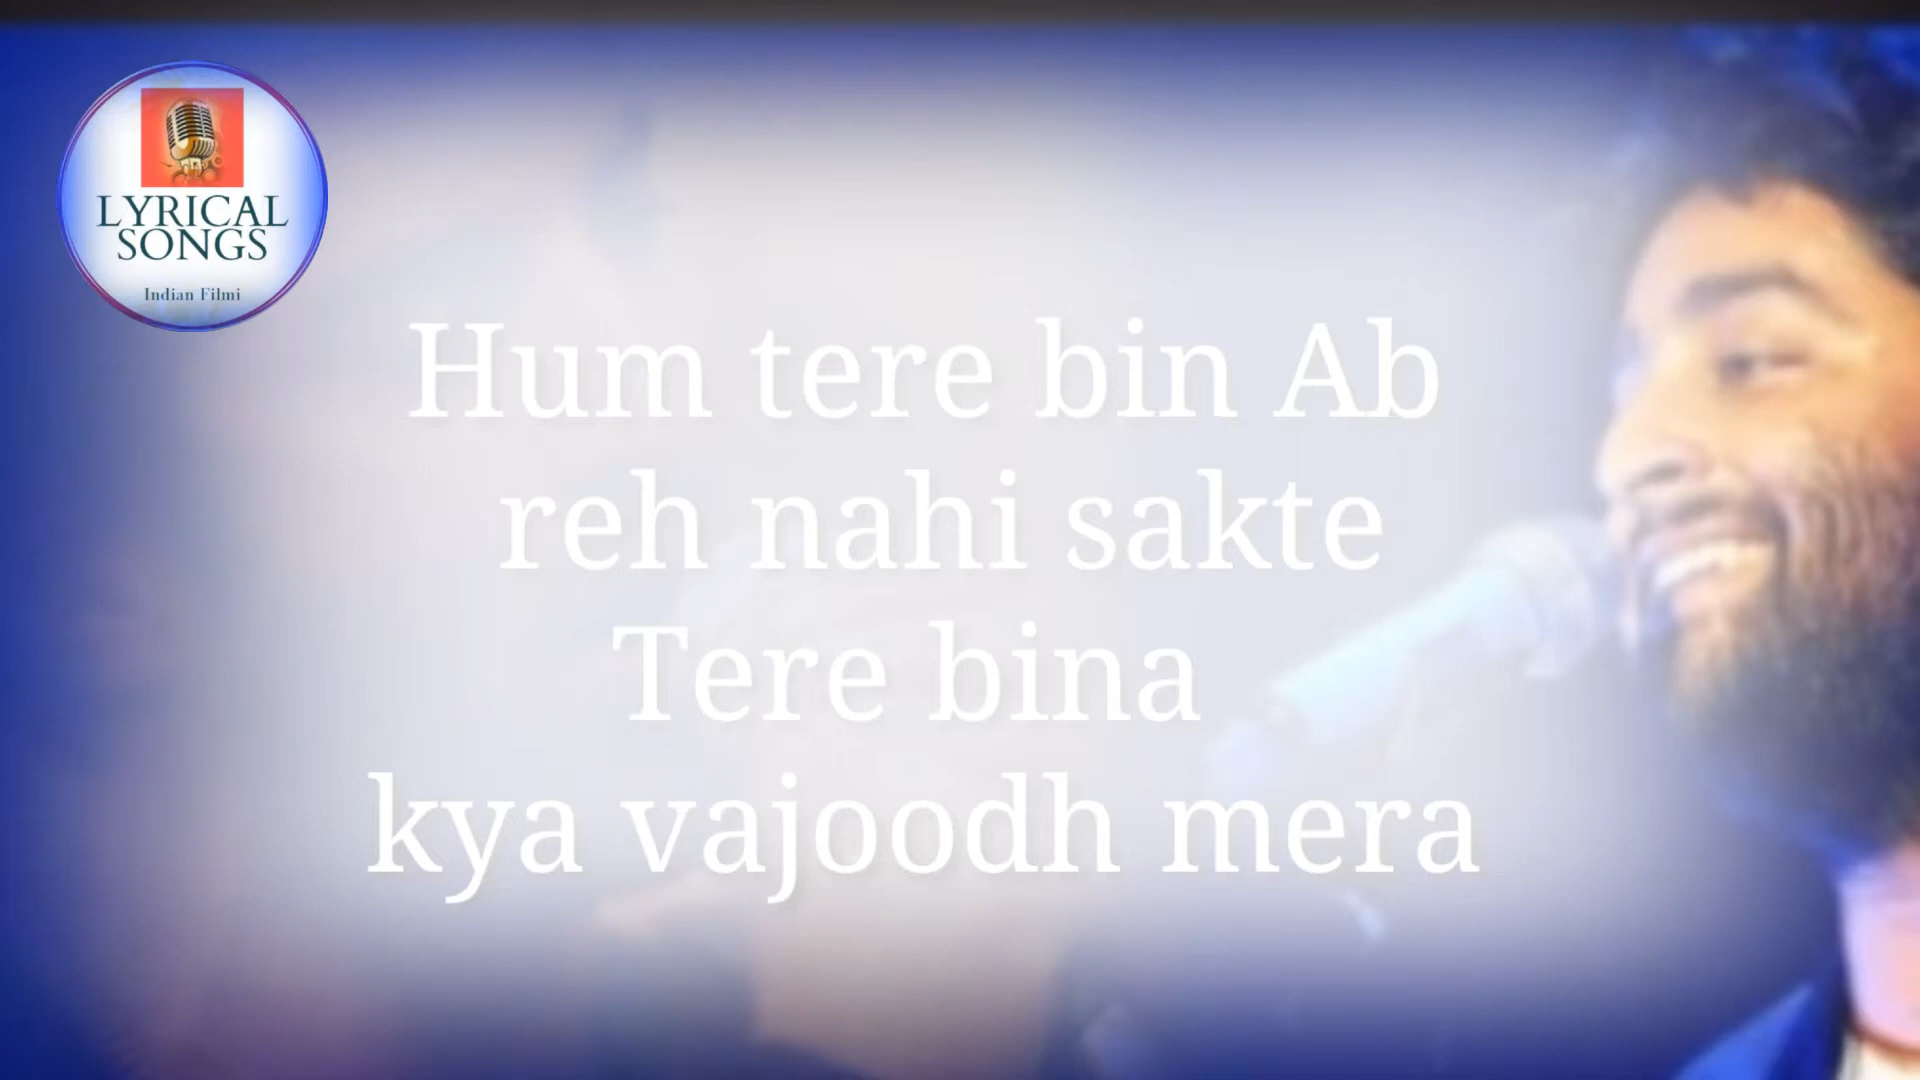 LYRICAL
SONGS
Indian Filmi
Hum tere bin Ab
reh nahi sakte
Tere bina
kya vajoodh mera